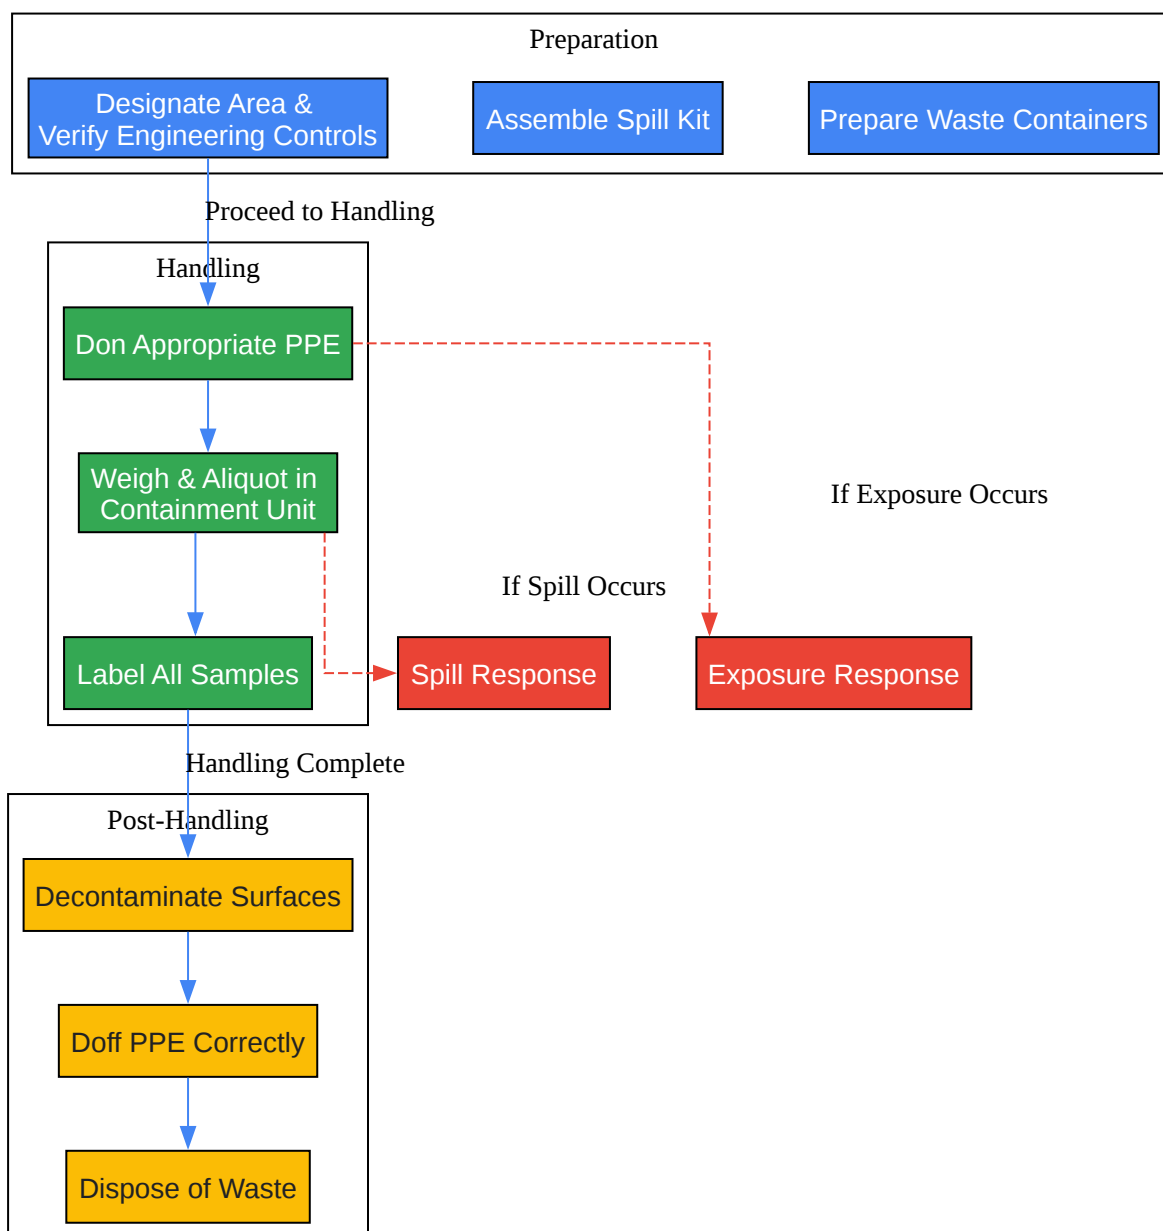 Preparation
Designate Area &
Verify Engineering Controls
Assemble Spill Kit
Prepare Waste Containers
Proceed to Handling
Handling
Don Appropriate PPE
Weigh & Aliquot in
Containment Unit
If Exposure Occurs
If Spill Occurs
Label All Samples
Spill Response
Exposure Response
Handling Complete
Post-Handling
Decontaminate Surfaces
Doff PPE Correctly
Dispose of Waste